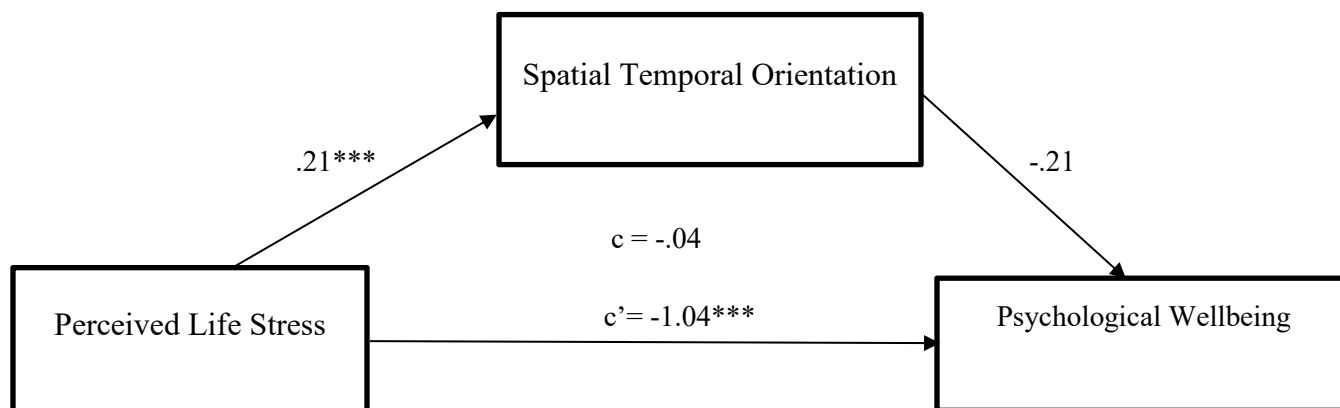 Spatial Temporal Orientation
.21***
-.21
c = -.04
Perceived Life Stress
c’= -1.04***
Psychological Wellbeing